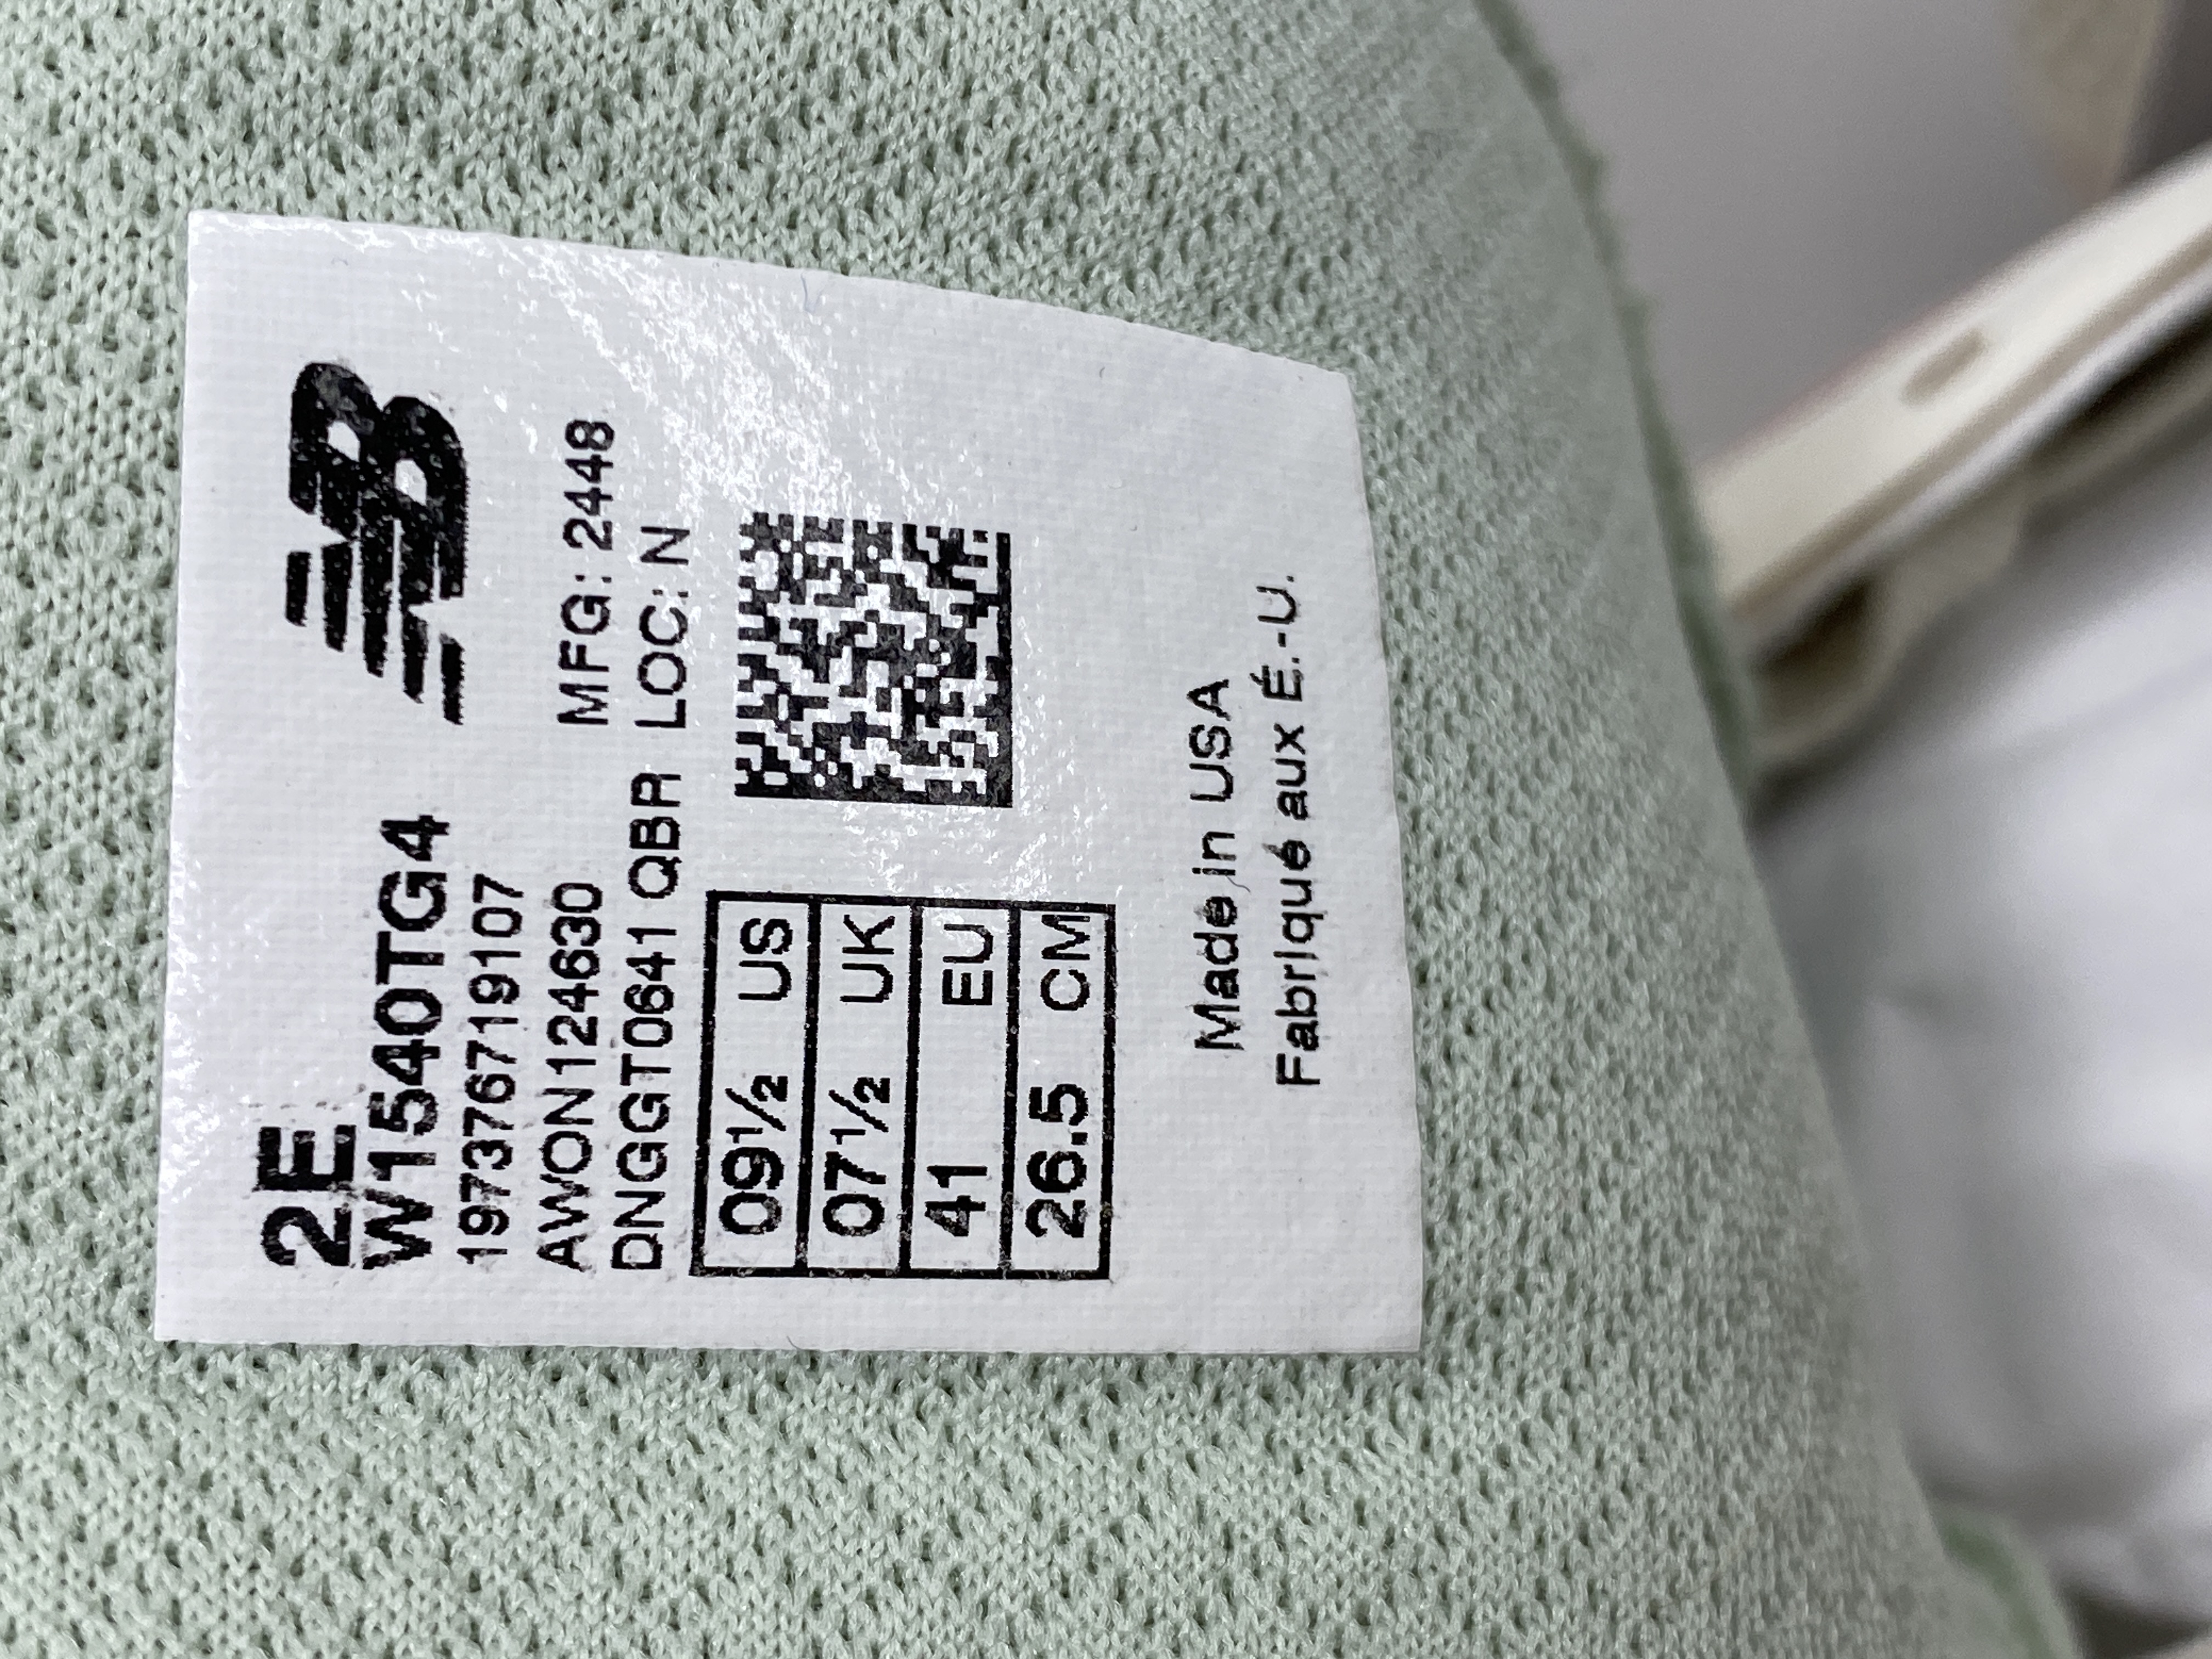 2E
W1540TG4
197376719107
AWON124630 MFG: 2448
DNGGT0641 QBR LOC: N
09½ US
07½ UK
41 EU
26.5 CM
Made in USA
Fabriqué aux É.-U.